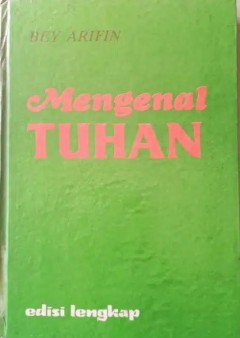 BEY ARIFIN
Mengenal
TUHAN
edisi lengkap